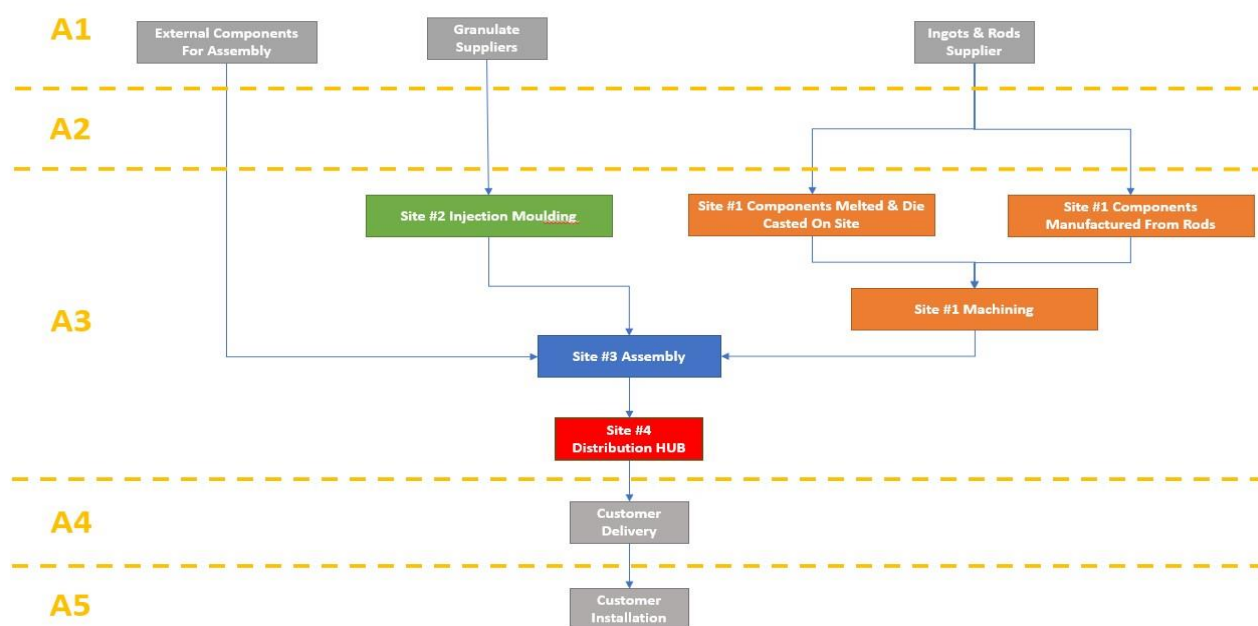 A1
External Components
For Assembly
Granulate
Suppliers
Ingots & Rods
Supplier
A2
A3
Site #2 Injection Moulding
Site #1 Components Melted & Die
Casted On Site
Site #1 Components
Manufactured From Rods
Site #1 Machining
Site #3 Assembly
Site #4
Distribution HUB
A4
Customer
Delivery
A5
Customer
Installation